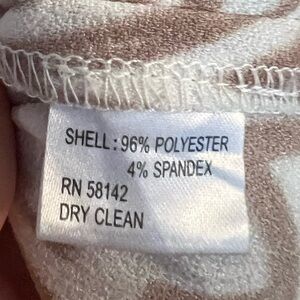 SHELL: 96% POLYESTER
4% SPANDEX
RN 58142
DRY CLEAN